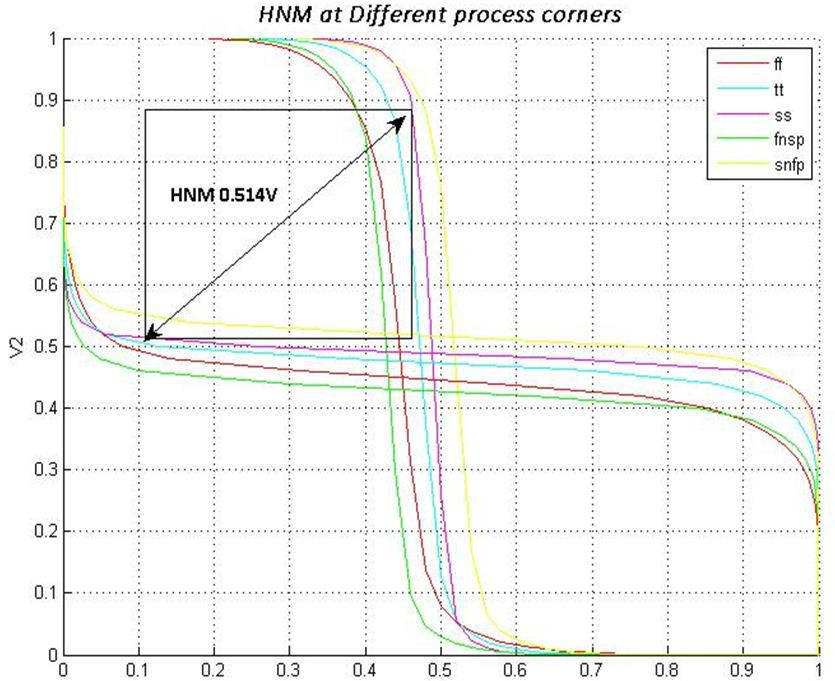 HNM at Different process corners
1
0.9
0.8
0.7
0.6
0.5
0.4
0.3
0.2
0.1
0
V2
HNM 0.514V
ff
tt
ss
fnsp
snfp
0 0.1 0.2 0.3 0.4 0.5 0.6 0.7 0.8 0.9 1